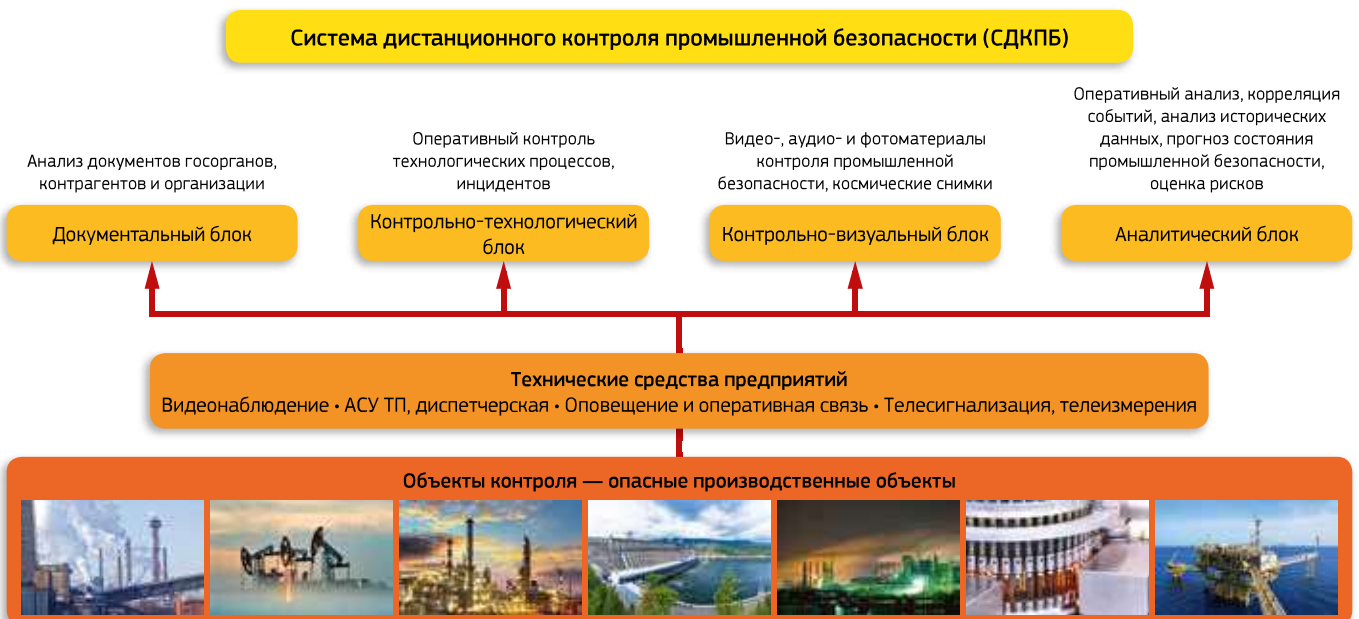 Система дистанционного контроля промышленной безопасности (СДКПБ)
Анализ документов госорганов,
контрагентов и организации
Документальный блок
Оперативный контроль
технологических процессов,
инцидентов
Контрольно-технологический
блок
Видео-, аудио- и фотоматериалы
контроля промышленной
безопасности, космические снимки
Контрольно-визуальный блок
Оперативный анализ, корреляция
событий, анализ исторических
данных, прогноз состояния
промышленной безопасности,
оценка рисков
Аналитический блок
Технические средства предприятий
Видеонаблюдение • АСУ ТП, диспетчерская • Оповещение и оперативная связь • Телесигнализация, телеизмерения
Объекты контроля — опасные производственные объекты